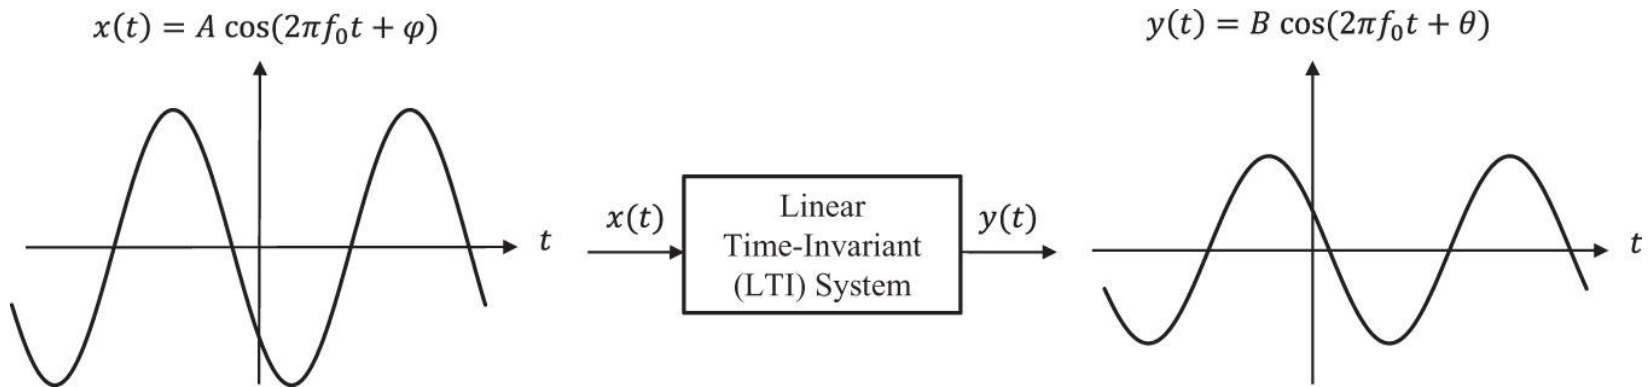 x(t) = A cos(2πf₀t + φ)
y(t) = B cos(2πf₀t + θ)
t
x(t)
Linear
Time-Invariant
(LTI) System
y(t)
t